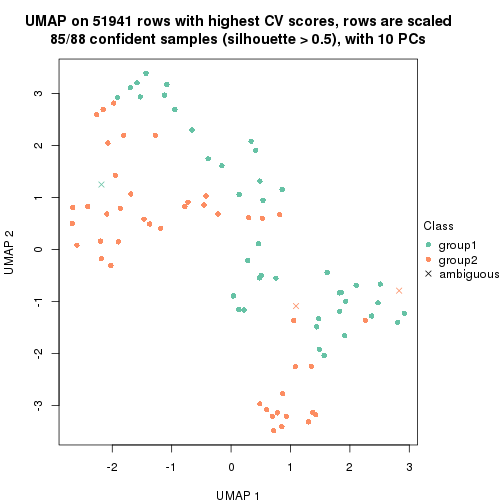 UMAP on 51941 rows with highest CV scores, rows are scaled
85/88 confident samples (silhouette > 0.5), with 10 PCs
3
2
1
0
-1
-2
-3
UMAP 2
-2
-1
0
1
2
3
UMAP 1
Class
group1
group2
ambiguous